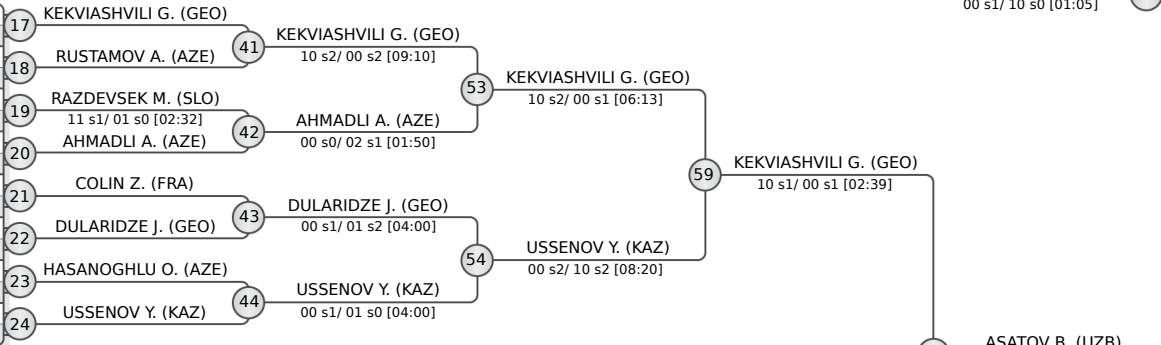 00 s1/ 10 s0 [01:05]
17
KEKVIASHVILI G. (GEO)
41
KEKVIASHVILI G. (GEO)
10 s2/ 00 s2 [09:10]
18
RUSTAMOV A. (AZE)
53
KEKVIASHVILI G. (GEO)
10 s2/ 00 s1 [06:13]
19
RAZDEVSEK M. (SLO)
11 s1/ 01 s0 [02:32]
42
AHMADLI A. (AZE)
00 s0/ 02 s1 [01:50]
20
AHMADLI A. (AZE)
59
KEKVIASHVILI G. (GEO)
10 s1/ 00 s1 [02:39]
21
COLIN Z. (FRA)
43
DULARIDZE J. (GEO)
00 s1/ 01 s2 [04:00]
22
DULARIDZE J. (GEO)
54
USSENOV Y. (KAZ)
00 s2/ 10 s2 [08:20]
23
HASANOGHLU O. (AZE)
44
USSENOV Y. (KAZ)
00 s1/ 01 s0 [04:00]
24
USSENOV Y. (KAZ)
ASATOV B. (UZB)